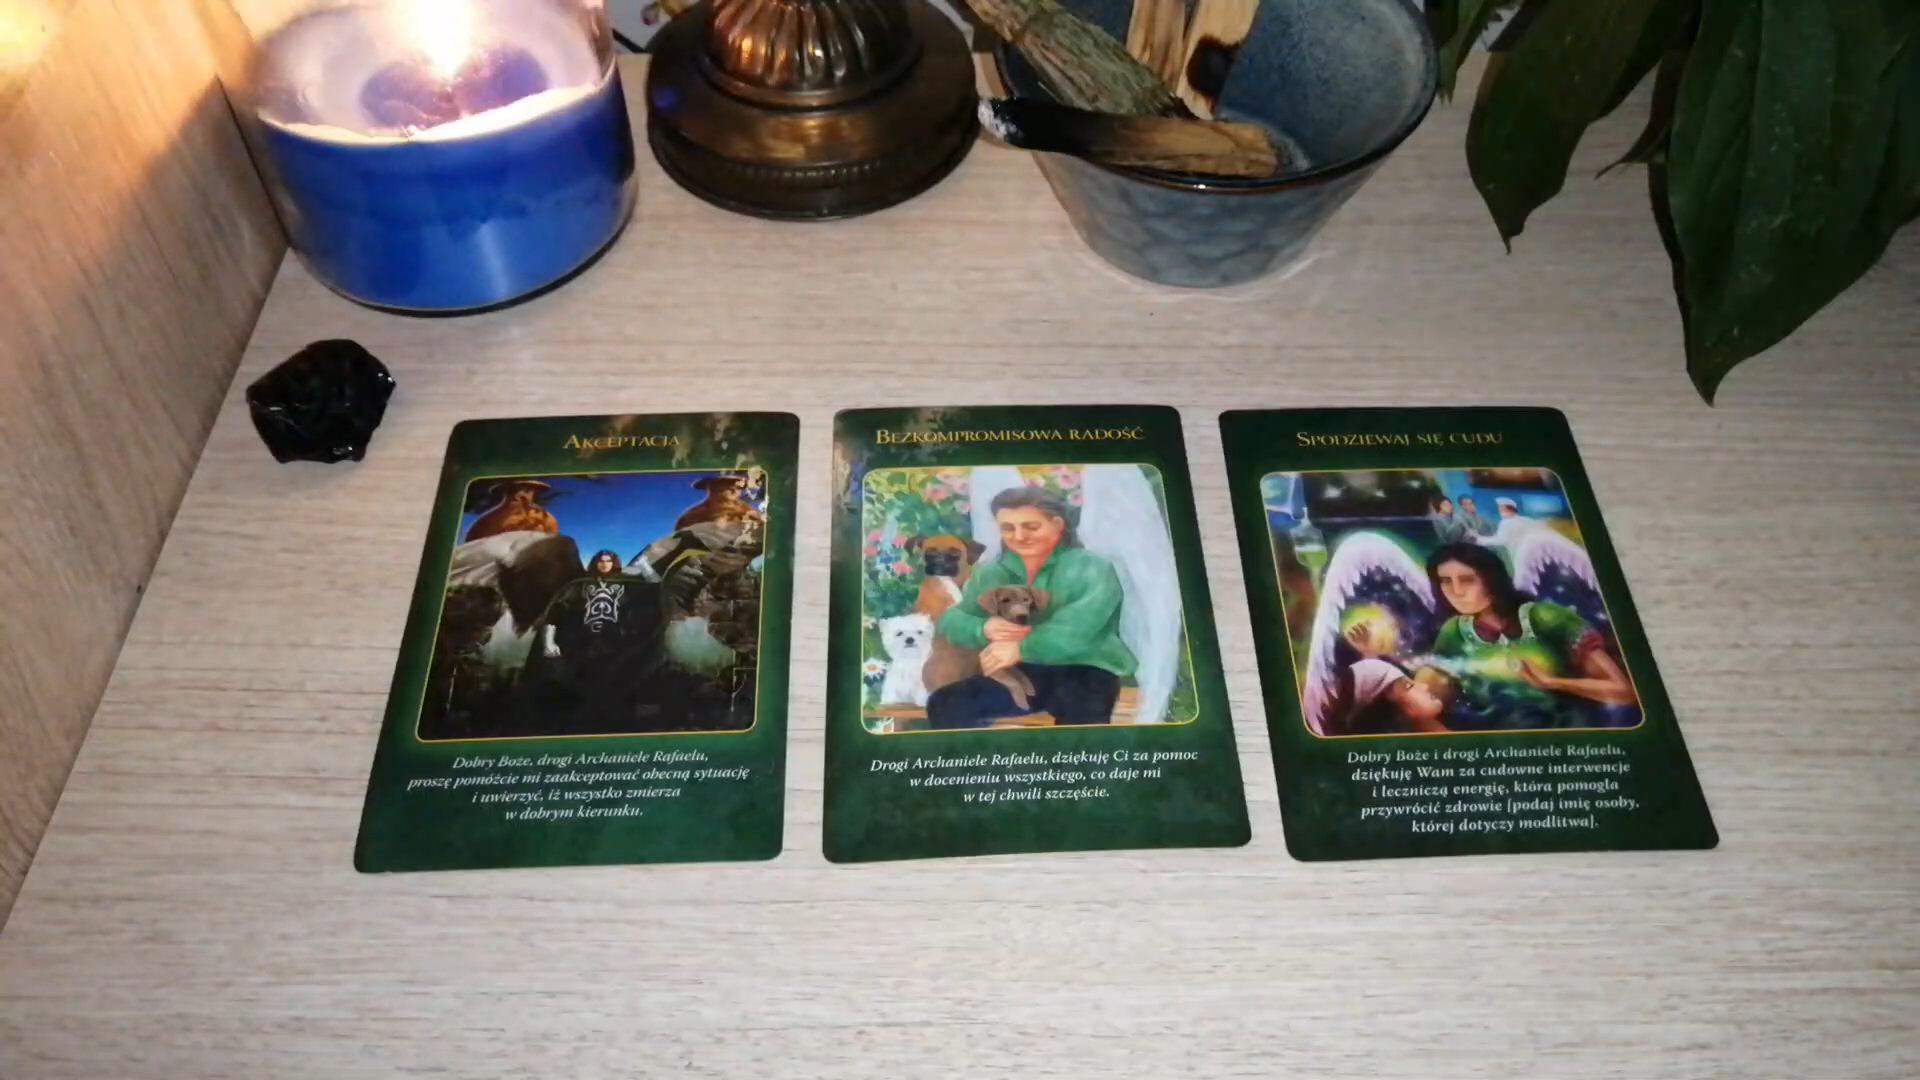 AKCEPTACJA
Dobry Boże, drogi Archaniele Rafaelu,
proszę pomóżcie mi zaakceptować obecną sytuację
i uwierzyć, iż wszystko zmierza
w dobrym kierunku.
BEZKOMPROMISOWA RADOŚĆ
Drogi Archaniele Rafaelu, dziękuję Ci za pomoc
w docenieniu wszystkiego, co daje mi
w tej chwili szczęście.
SPODZIEWAJ SIĘ CUDU
Dobry Boże i drogi Archaniele Rafaelu,
dziękuję Wam za cudowne interwencje
i leczniczą energię, która pomogła
przywrócić zdrowie [podaj imię osoby,
której dotyczy modlitwa].